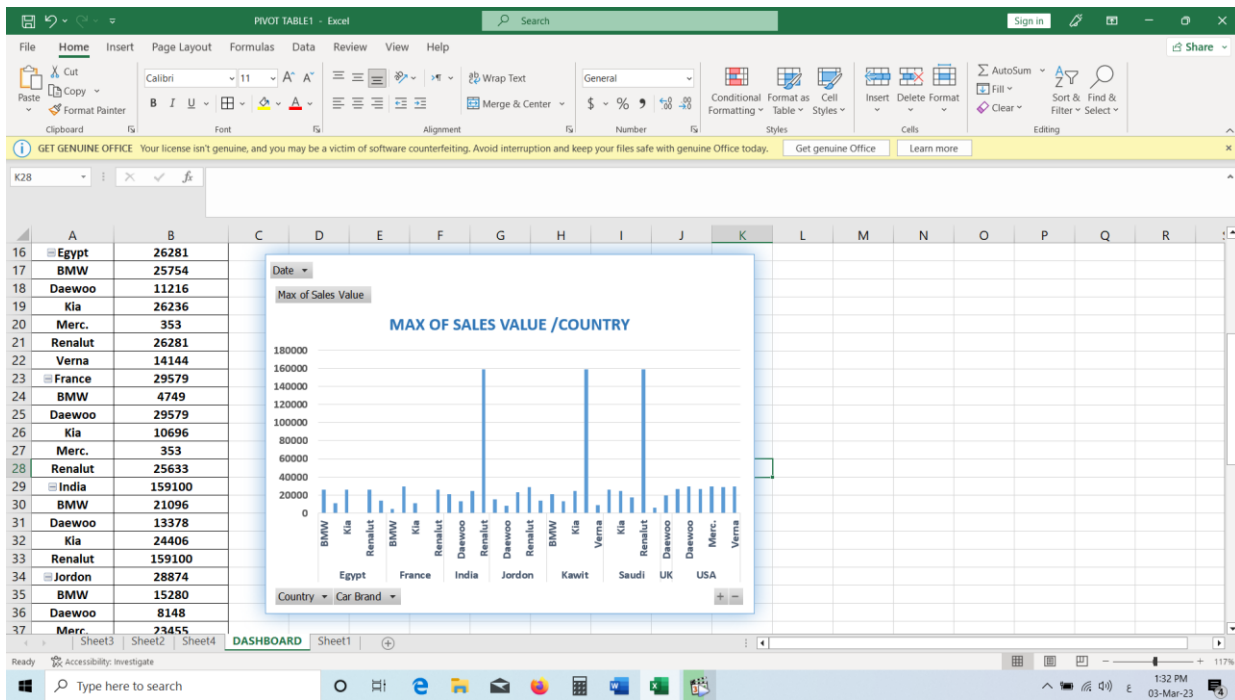 PIVOT TABLE1 - Excel
Search
Sign in
File Home Insert Page Layout Formulas Data Review View Help
Share
Paste
Cut
Copy
Format Painter
Clipboard
Calibri 11
Font
Wrap Text
Merge & Center
Alignment
General
Number
Conditional Formatting
Format as Table
Cell Styles
Styles
Insert Delete Format
Cells
AutoSum
Fill
Clear
Sort & Filter
Find & Select
Editing
GET GENUINE OFFICE Your license isn't genuine, and you may be a victim of software counterfeiting. Avoid interruption and keep your files safe with genuine Office today. Get genuine Office Learn more
K28
A B C D E F G H I J K L M N O P Q R
16 Egypt 26281
17 BMW 25754
18 Daewoo 11216
19 Kia 26236
20 Merc. 353
21 Renalut 26281
22 Verna 14144
23 France 29579
24 BMW 4749
25 Daewoo 29579
26 Kia 10696
27 Merc. 353
28 Renalut 25633
29 India 159100
30 BMW 21096
31 Daewoo 13378
32 Kia 24406
33 Renalut 159100
34 Jordon 28874
35 BMW 15280
36 Daewoo 8148
37 Merc. 23455
Date
Max of Sales Value
MAX OF SALES VALUE /COUNTRY
180000
160000
140000
120000
100000
80000
60000
40000
20000
0
BMW Kia Renalut BMW Kia Renalut Daewoo Renalut Daewoo Renalut BMW Kia Verna Kia Renalut Daewoo Daewoo Merc. Verna
Egypt France India Jordon Kawit Saudi UK USA
Country Car Brand + −
Sheet3 Sheet2 Sheet4 DASHBOARD Sheet1
Ready Accessibility: Investigate 117%
Type here to search
ع
1:32 PM
03-Mar-23
4